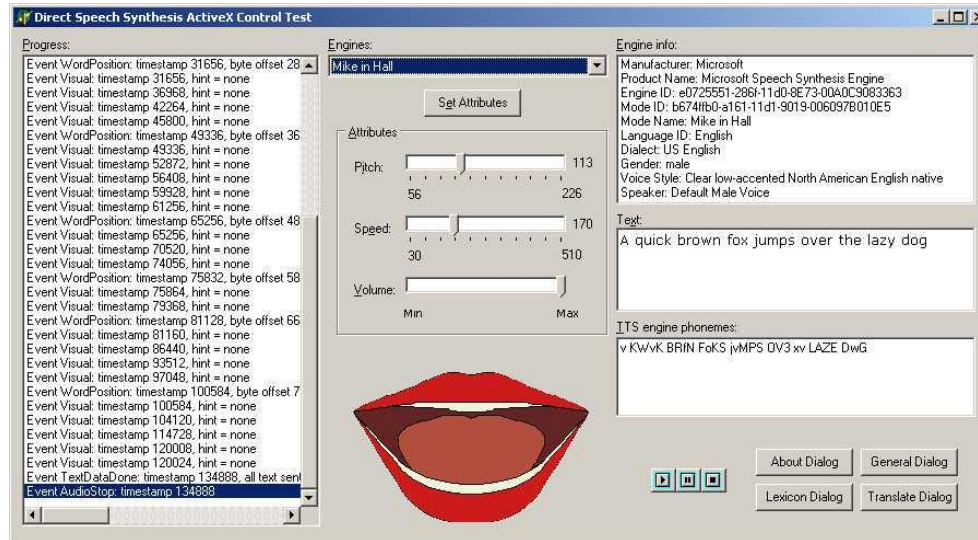 Direct Speech Synthesis ActiveX Control Test
Progress:
Event WordPosition: timestamp 31656, byte offset 28
Event Visual: timestamp 31656, hint = none
Event Visual: timestamp 36968, hint = none
Event Visual: timestamp 42264, hint = none
Event Visual: timestamp 45800, hint = none
Event WordPosition: timestamp 49336, byte offset 36
Event Visual: timestamp 49336, hint = none
Event Visual: timestamp 52872, hint = none
Event Visual: timestamp 56408, hint = none
Event Visual: timestamp 59928, hint = none
Event Visual: timestamp 61256, hint = none
Event WordPosition: timestamp 65256, byte offset 48
Event Visual: timestamp 65256, hint = none
Event Visual: timestamp 70520, hint = none
Event Visual: timestamp 74056, hint = none
Event WordPosition: timestamp 75832, byte offset 58
Event Visual: timestamp 75864, hint = none
Event Visual: timestamp 79368, hint = none
Event WordPosition: timestamp 81128, byte offset 66
Event Visual: timestamp 81160, hint = none
Event Visual: timestamp 86440, hint = none
Event Visual: timestamp 93512, hint = none
Event Visual: timestamp 97048, hint = none
Event WordPosition: timestamp 100584, byte offset 7
Event Visual: timestamp 100584, hint = none
Event Visual: timestamp 104120, hint = none
Event Visual: timestamp 114728, hint = none
Event Visual: timestamp 120008, hint = none
Event Visual: timestamp 120024, hint = none
Event TextDataDone: timestamp 134888, all text sent
Event AudioStop: timestamp 134888
Engines:
Mike in Hall
Set Attributes
Attributes
Pitch: 113
56 226
Speed: 170
30 510
Volume:
Min Max
Engine info:
Manufacturer: Microsoft
Product Name: Microsoft Speech Synthesis Engine
Engine ID: e0725551-286f-11d0-8E73-00A0C9083363
Mode ID: b674ffb0-a161-11d1-9019-006097B010E5
Mode Name: Mike in Hall
Language ID: English
Dialect: US English
Gender: male
Voice Style: Clear low-accented North American English native
Speaker: Default Male Voice
Text:
A quick brown fox jumps over the lazy dog
TTS engine phonemes:
v KWvK BRfN FoKS jvMPS OV3 xv LAZE DwG
About Dialog General Dialog
Lexicon Dialog Translate Dialog